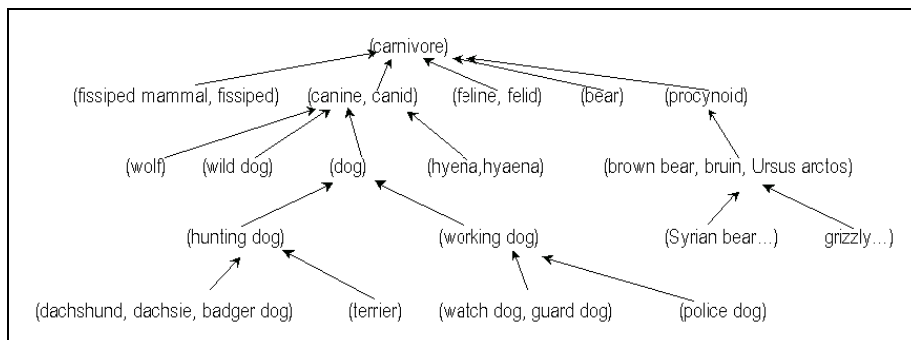 (carnivore)
(fissiped mammal, fissiped) (canine, canid) (feline, felid) (bear) (procynoid)
(wolf) (wild dog) (dog) (hyena,hyaena) (brown bear, bruin, Ursus arctos)
(hunting dog) (working dog) (Syrian bear...) grizzly...)
(dachshund, dachsie, badger dog) (terrier) (watch dog, guard dog) (police dog)